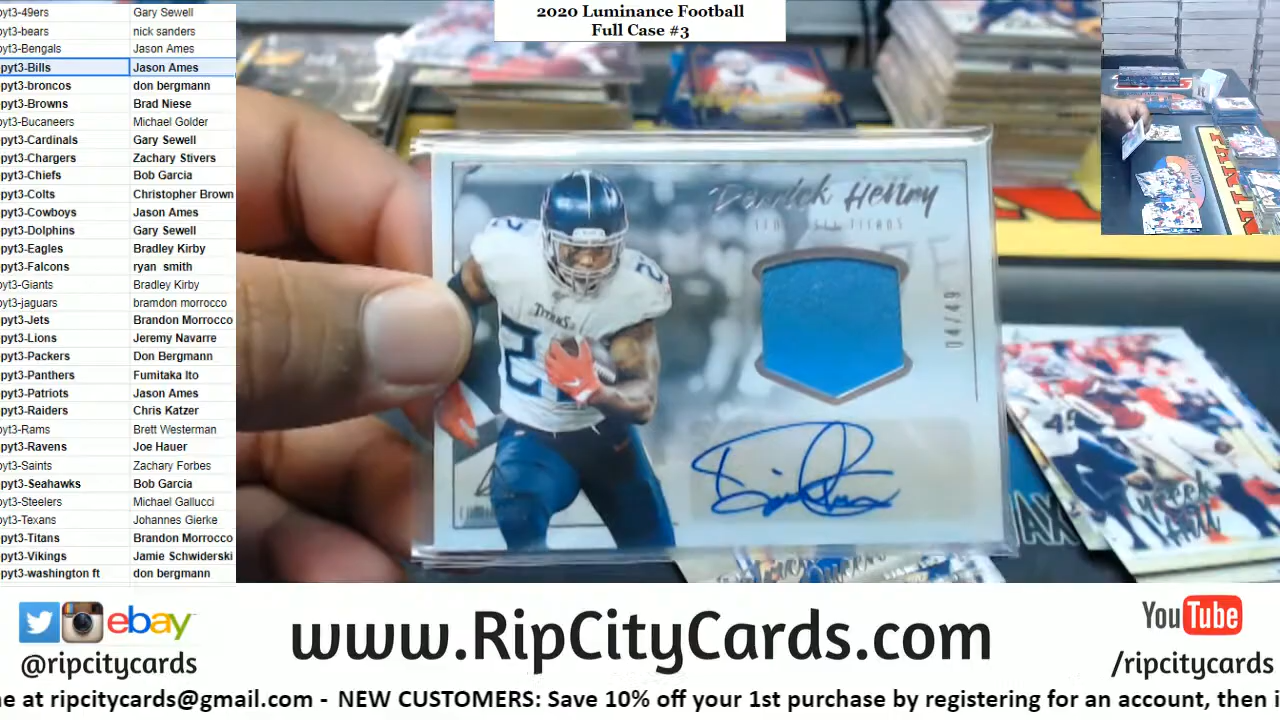 2020 Luminance Football
Full Case #3
pyt3-49ers Gary Sewell
pyt3-bears nick sanders
pyt3-Bengals Jason Ames
pyt3-Bills Jason Ames
pyt3-broncos don bergmann
pyt3-Browns Brad Niese
pyt3-Bucaneers Michael Golder
pyt3-Cardinals Gary Sewell
pyt3-Chargers Zachary Stivers
pyt3-Chiefs Bob Garcia
pyt3-Colts Christopher Brown
pyt3-Cowboys Jason Ames
pyt3-Dolphins Gary Sewell
pyt3-Eagles Bradley Kirby
pyt3-Falcons ryan smith
pyt3-Giants Bradley Kirby
pyt3-jaguars bramdon morrocco
pyt3-Jets Brandon Morrocco
pyt3-Lions Jeremy Navarre
pyt3-Packers Don Bergmann
pyt3-Panthers Fumitaka Ito
pyt3-Patriots Jason Ames
pyt3-Raiders Chris Katzer
pyt3-Rams Brett Westerman
pyt3-Ravens Joe Hauer
pyt3-Saints Zachary Forbes
pyt3-Seahawks Bob Garcia
pyt3-Steelers Michael Gallucci
pyt3-Texans Johannes Gierke
pyt3-Titans Brandon Morrocco
pyt3-Vikings Jamie Schwiderski
pyt3-washington ft don bergmann
Derrick Henry
TENNESSEE TITANS
04/49
TITANS
22
LUMINANCE
ebay
@ripcitycards
www.RipCityCards.com
YouTube
/ripcitycards
e at ripcitycards@gmail.com - NEW CUSTOMERS: Save 10% off your 1st purchase by registering for an account, then i